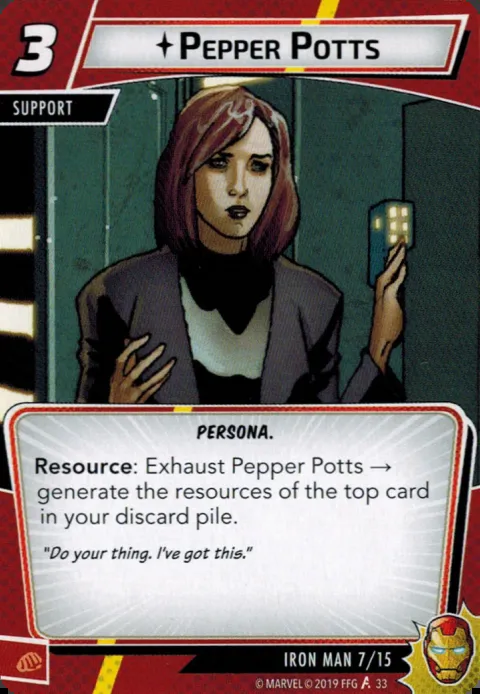 3
PEPPER POTTS
SUPPORT
PERSONA.
Resource: Exhaust Pepper Potts →
generate the resources of the top card
in your discard pile.
"Do your thing. I've got this."
IRON MAN 7/15
© MARVEL © 2019 FFG 33